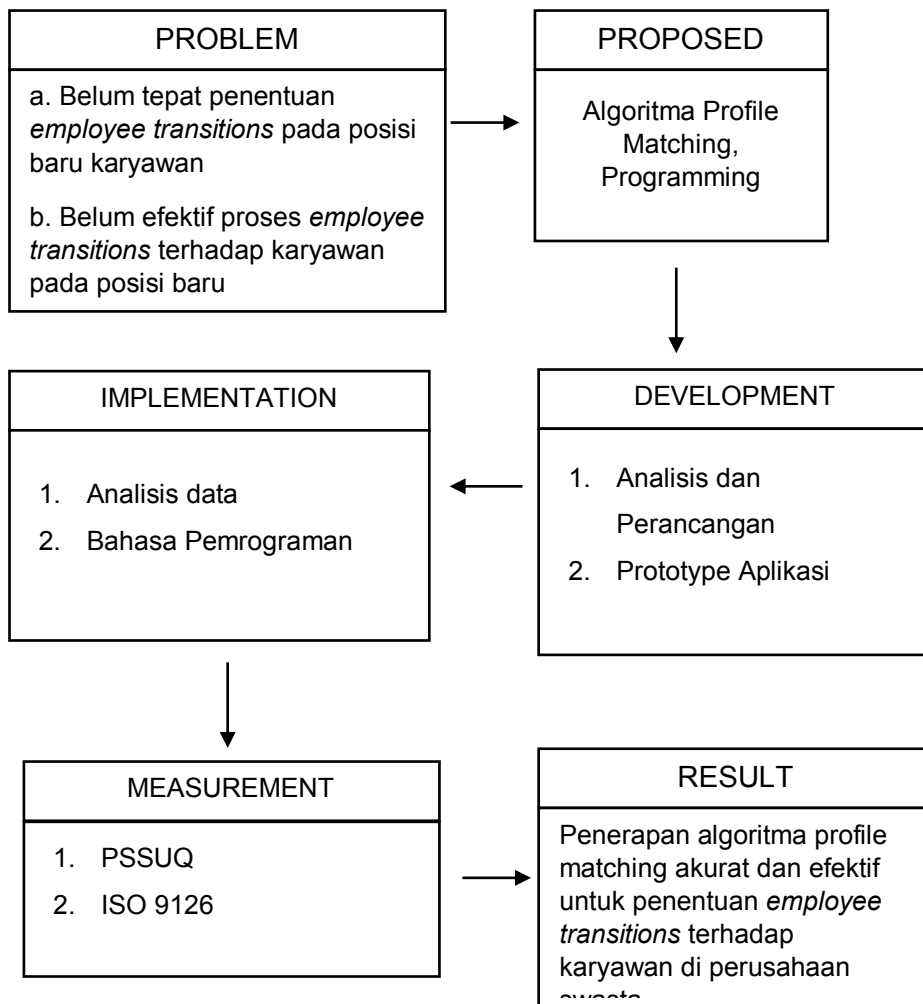 PROBLEM
a. Belum tepat penentuan
employee transitions pada posisi
baru karyawan
b. Belum efektif proses employee
transitions terhadap karyawan
pada posisi baru
PROPOSED
Algoritma Profile
Matching,
Programming
DEVELOPMENT
1. Analisis dan
Perancangan
2. Prototype Aplikasi
IMPLEMENTATION
1. Analisis data
2. Bahasa Pemrograman
MEASUREMENT
1. PSSUQ
2. ISO 9126
RESULT
Penerapan algoritma profile
matching akurat dan efektif
untuk penentuan employee
transitions terhadap
karyawan di perusahaan